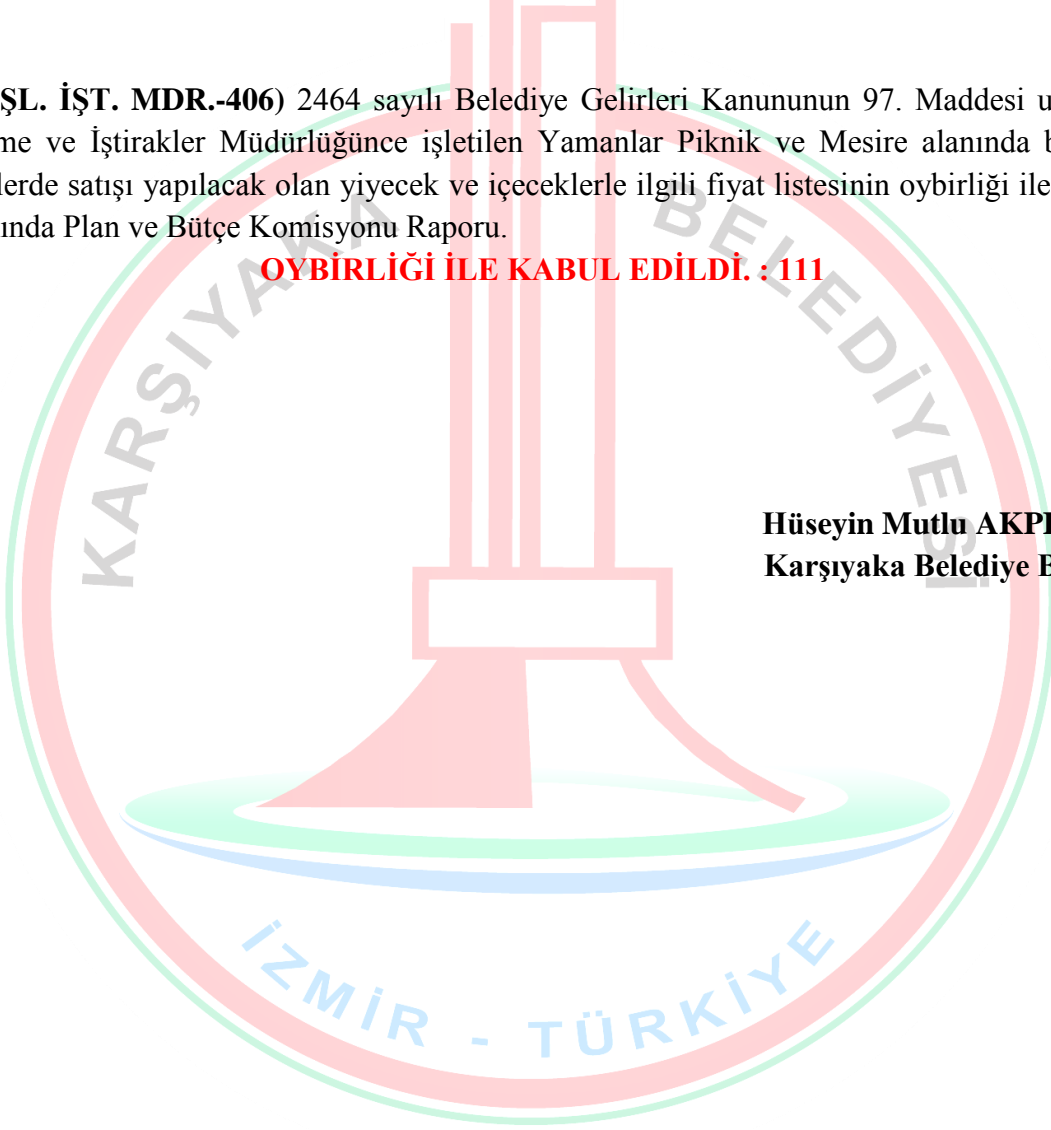 ŞL. İŞT. MDR.-406) 2464 sayılı Belediye Gelirleri Kanununun 97. Maddesi u
me ve İştirakler Müdürlüğünce işletilen Yamanlar Piknik ve Mesire alanında b
lerde satışı yapılacak olan yiyecek ve içeceklerle ilgili fiyat listesinin oybirliği ile
ında Plan ve Bütçe Komisyonu Raporu.
OYBİRLİĞİ İLE KABUL EDİLDİ. : 111
KARŞIYAKA BELEDİYESİ
Hüseyin Mutlu AKP
Karşıyaka Belediye B
İZMİR - TÜRKİYE